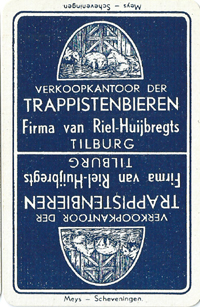 Meys – Scheveningen
VERKOOPKANTOOR DER
TRAPPISTENBIEREN
Firma van Riel-Huijbregts
TILBURG
TILBURG
Firma van Riel-Huijbregts
TRAPPISTENBIEREN
VERKOOPKANTOOR DER
Meys – Scheveningen